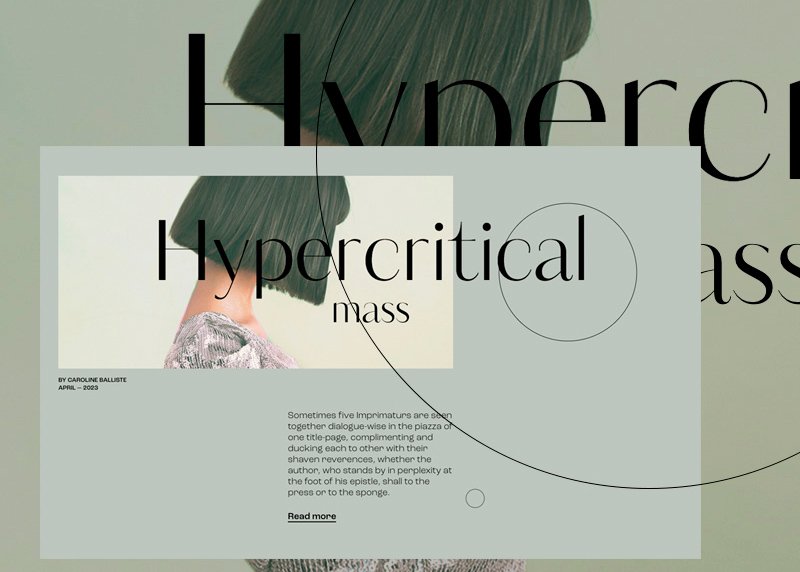 Hyperc
ass
Hypercritical
mass
BY CAROLINE BALLISTE
APRIL – 2023
Sometimes five Imprimaturs are seen
together dialogue-wise in the piazza of
one title-page, complimenting and
ducking each to other with their
shaven reverences, whether the
author, who stands by in perplexity at
the foot of his epistle, shall to the
press or to the sponge.
Read more